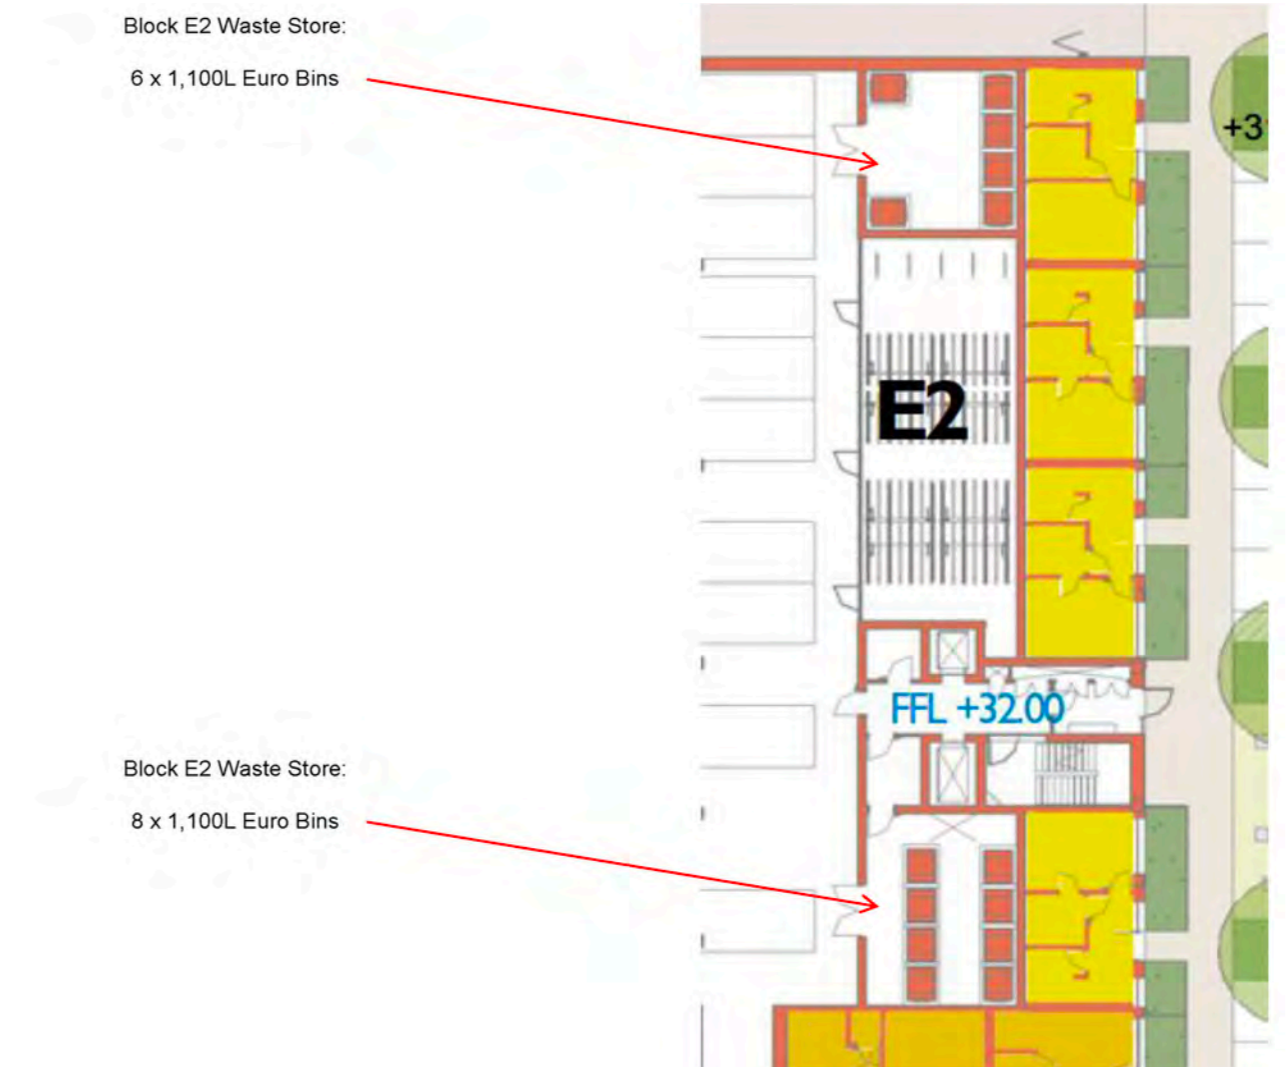 Block E2 Waste Store:
6 x 1,100L Euro Bins
+3
E2
FFL +32.00
Block E2 Waste Store:
8 x 1,100L Euro Bins